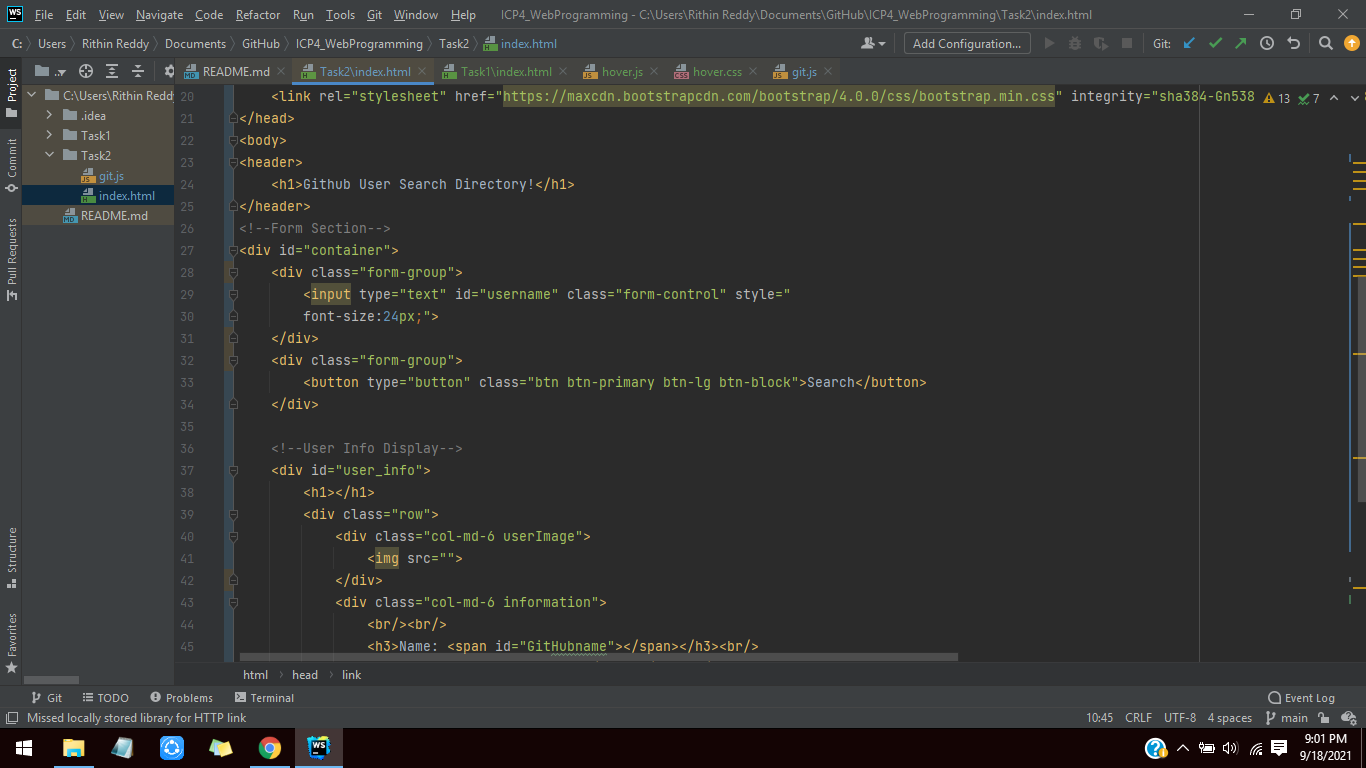 WS File Edit View Navigate Code Refactor Run Tools Git Window Help ICP4_WebProgramming - C:\Users\Rithin Reddy\Documents\GitHub\ICP4_WebProgramming\Task2\index.html
C: Users Rithin Reddy Documents GitHub ICP4_WebProgramming Task2 index.html Add Configuration... Git:
README.md Task2\index.html Task1\index.html hover.js hover.css git.js
Project
Commit
Pull Requests
Structure
Favorites
C:\Users\Rithin Reddy
.idea
Task1
Task2
git.js
index.html
README.md
20 <link rel="stylesheet" href="https://maxcdn.bootstrapcdn.com/bootstrap/4.0.0/css/bootstrap.min.css" integrity="sha384-Gn538 13 7
21 </head>
22 <body>
23 <header>
24 <h1>Github User Search Directory!</h1>
25 </header>
26 <!--Form Section-->
27 <div id="container">
28 <div class="form-group">
29 <input type="text" id="username" class="form-control" style="
30 font-size:24px;">
31 </div>
32 <div class="form-group">
33 <button type="button" class="btn btn-primary btn-lg btn-block">Search</button>
34 </div>
35
36 <!--User Info Display-->
37 <div id="user_info">
38 <h1></h1>
39 <div class="row">
40 <div class="col-md-6 userImage">
41 <img src="">
42 </div>
43 <div class="col-md-6 information">
44 <br/><br/>
45 <h3>Name: <span id="GitHubname"></span></h3><br/>
html head link
Git TODO Problems Terminal Event Log
Missed locally stored library for HTTP link 10:45 CRLF UTF-8 4 spaces main
WS
9:01 PM
9/18/2021